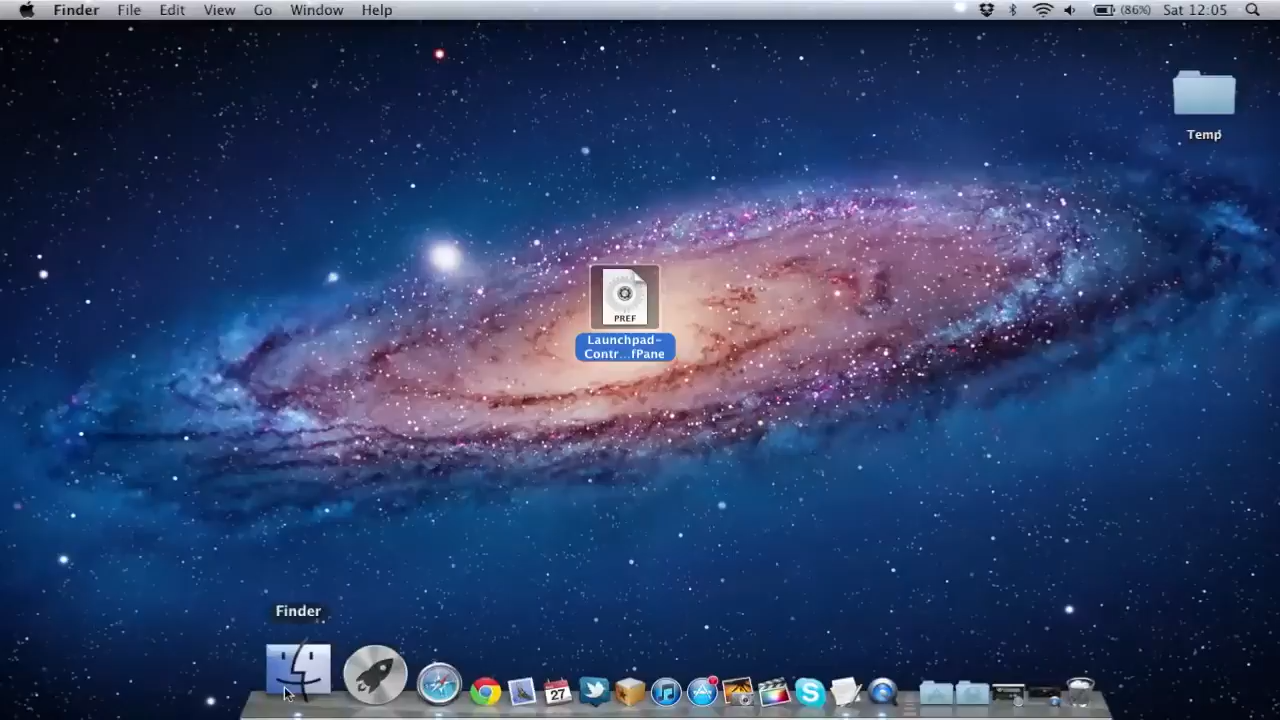 Finder File Edit View Go Window Help (86%) Sat 12:05
Temp
PREF
Launchpad-
Contr...fPane
Finder
27